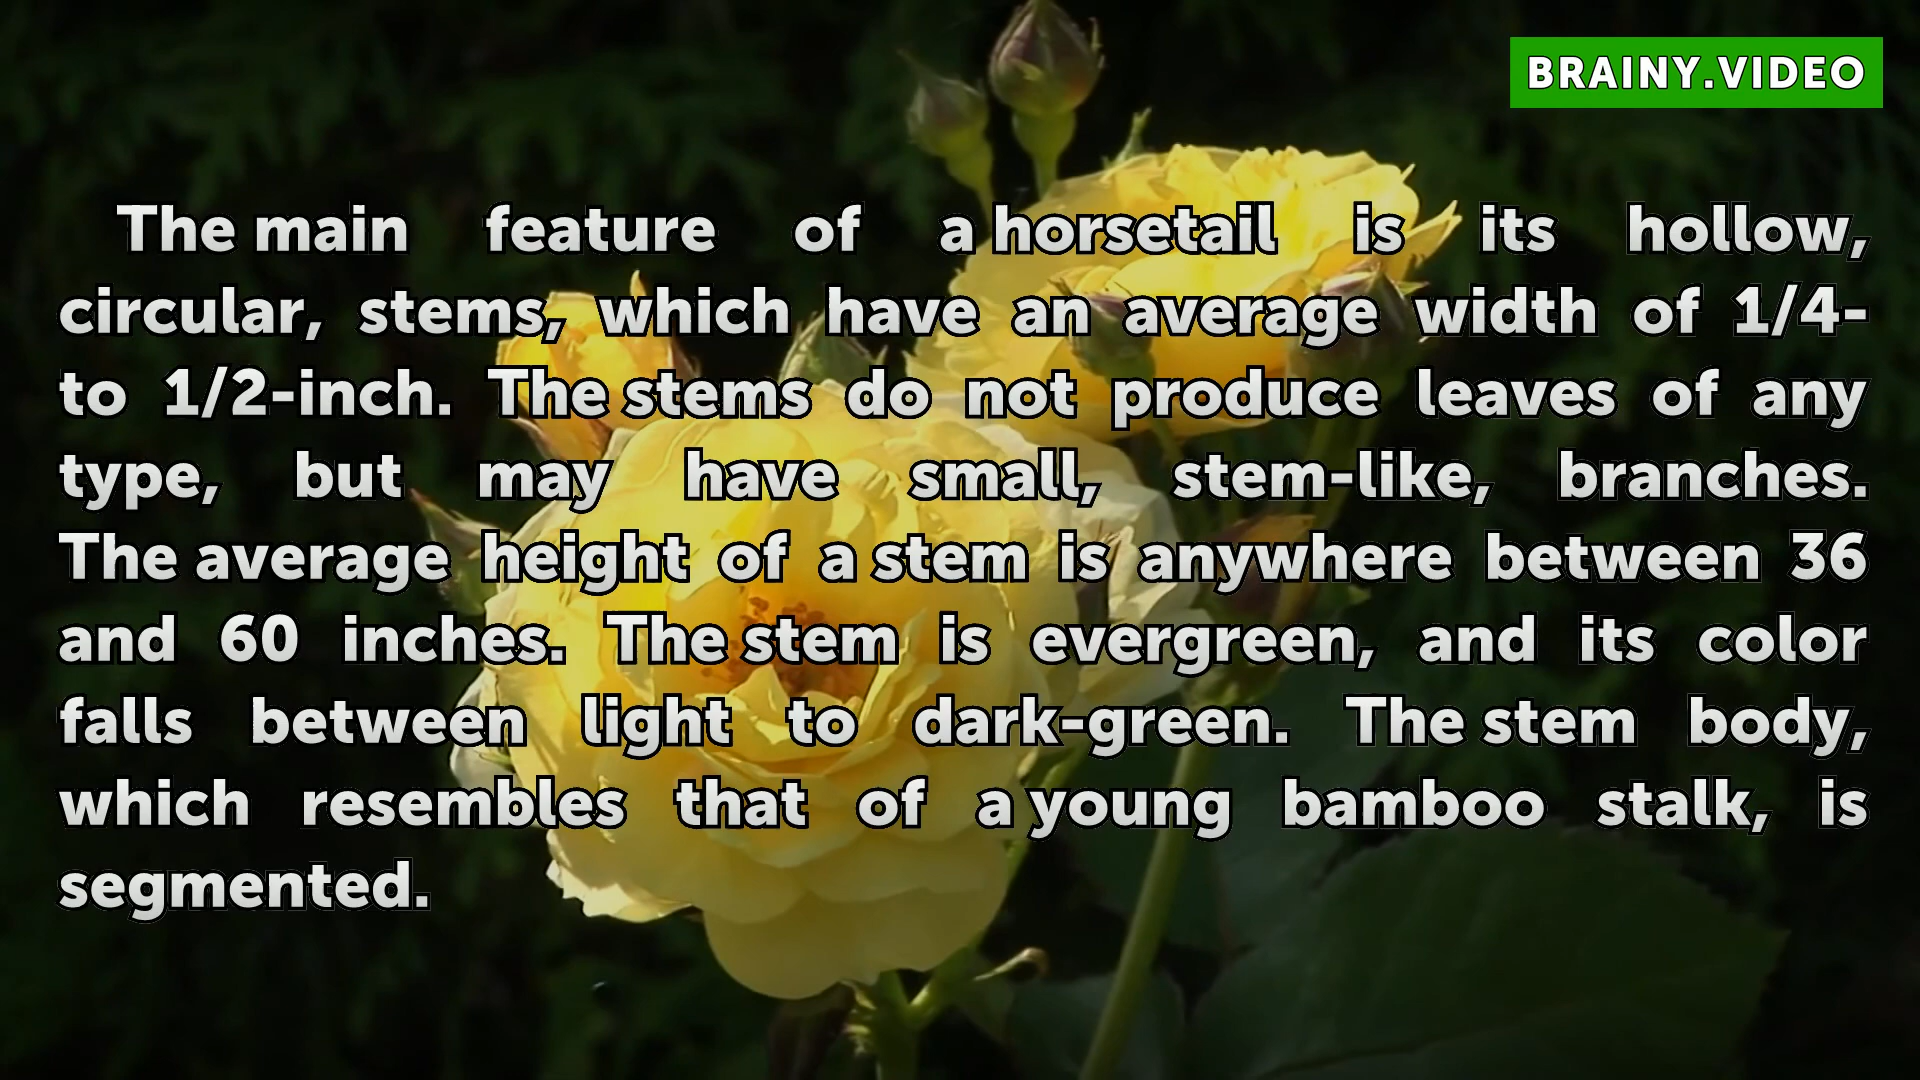 BRAINY.VIDEO
The main feature of a horsetail is its hollow,
circular, stems, which have an average width of 1/4-
to 1/2-inch. The stems do not produce leaves of any
type, but may have small, stem-like, branches.
The average height of a stem is anywhere between 36
and 60 inches. The stem is evergreen, and its color
falls between light to dark-green. The stem body,
which resembles that of a young bamboo stalk, is
segmented.